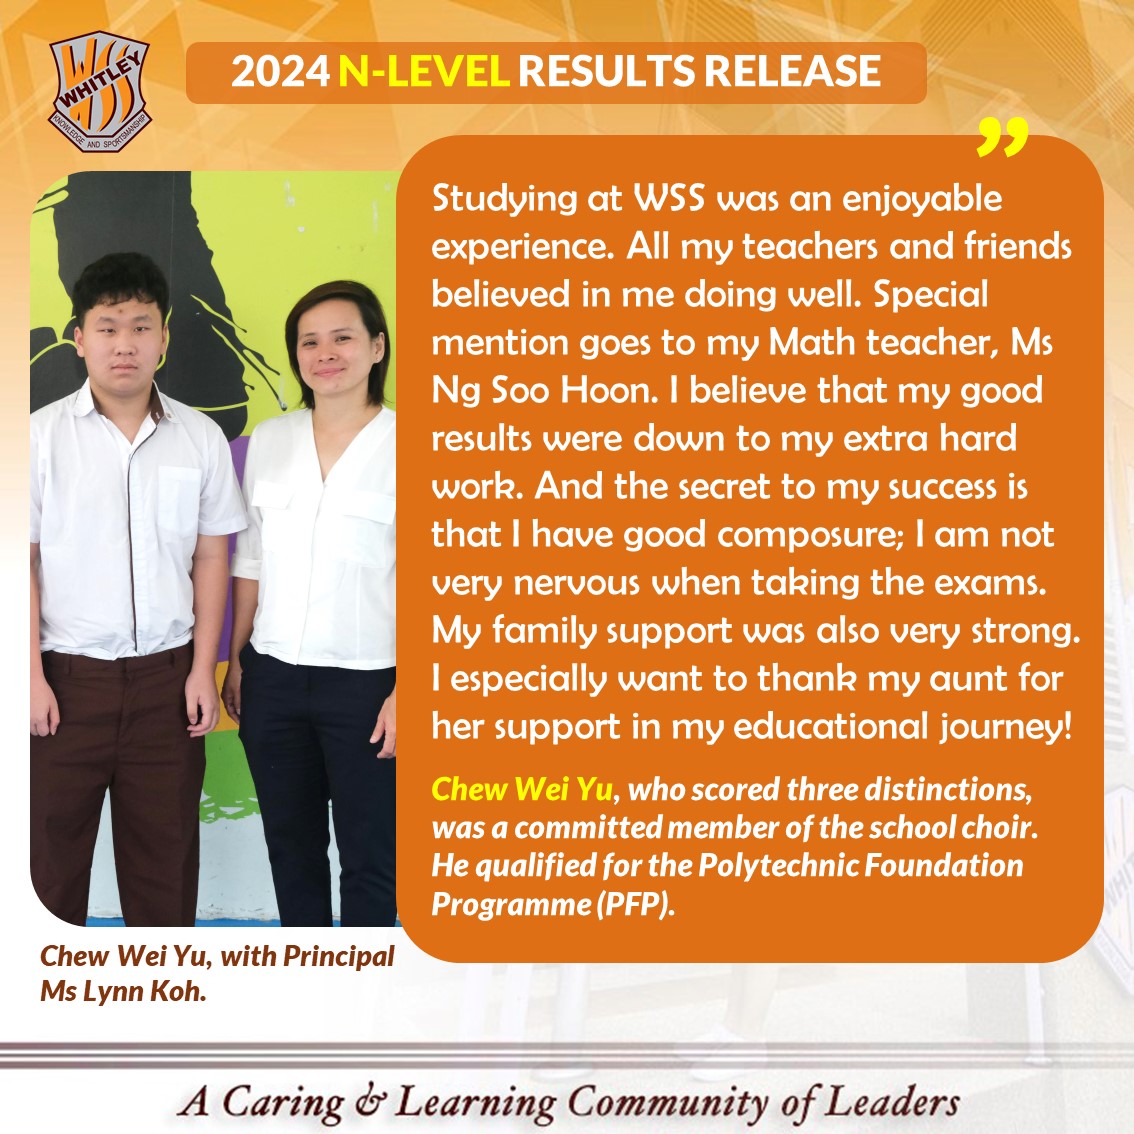 WSS
WHITLEY
KNOWLEDGE AND SPORTSMANSHIP
2024 N-LEVEL RESULTS RELEASE
”
Studying at WSS was an enjoyable
experience. All my teachers and friends
believed in me doing well. Special
mention goes to my Math teacher, Ms
Ng Soo Hoon. I believe that my good
results were down to my extra hard
work. And the secret to my success is
that I have good composure; I am not
very nervous when taking the exams.
My family support was also very strong.
I especially want to thank my aunt for
her support in my educational journey!
Chew Wei Yu, who scored three distinctions,
was a committed member of the school choir.
He qualified for the Polytechnic Foundation
Programme (PFP).
Chew Wei Yu, with Principal
Ms Lynn Koh.
A Caring & Learning Community of Leaders